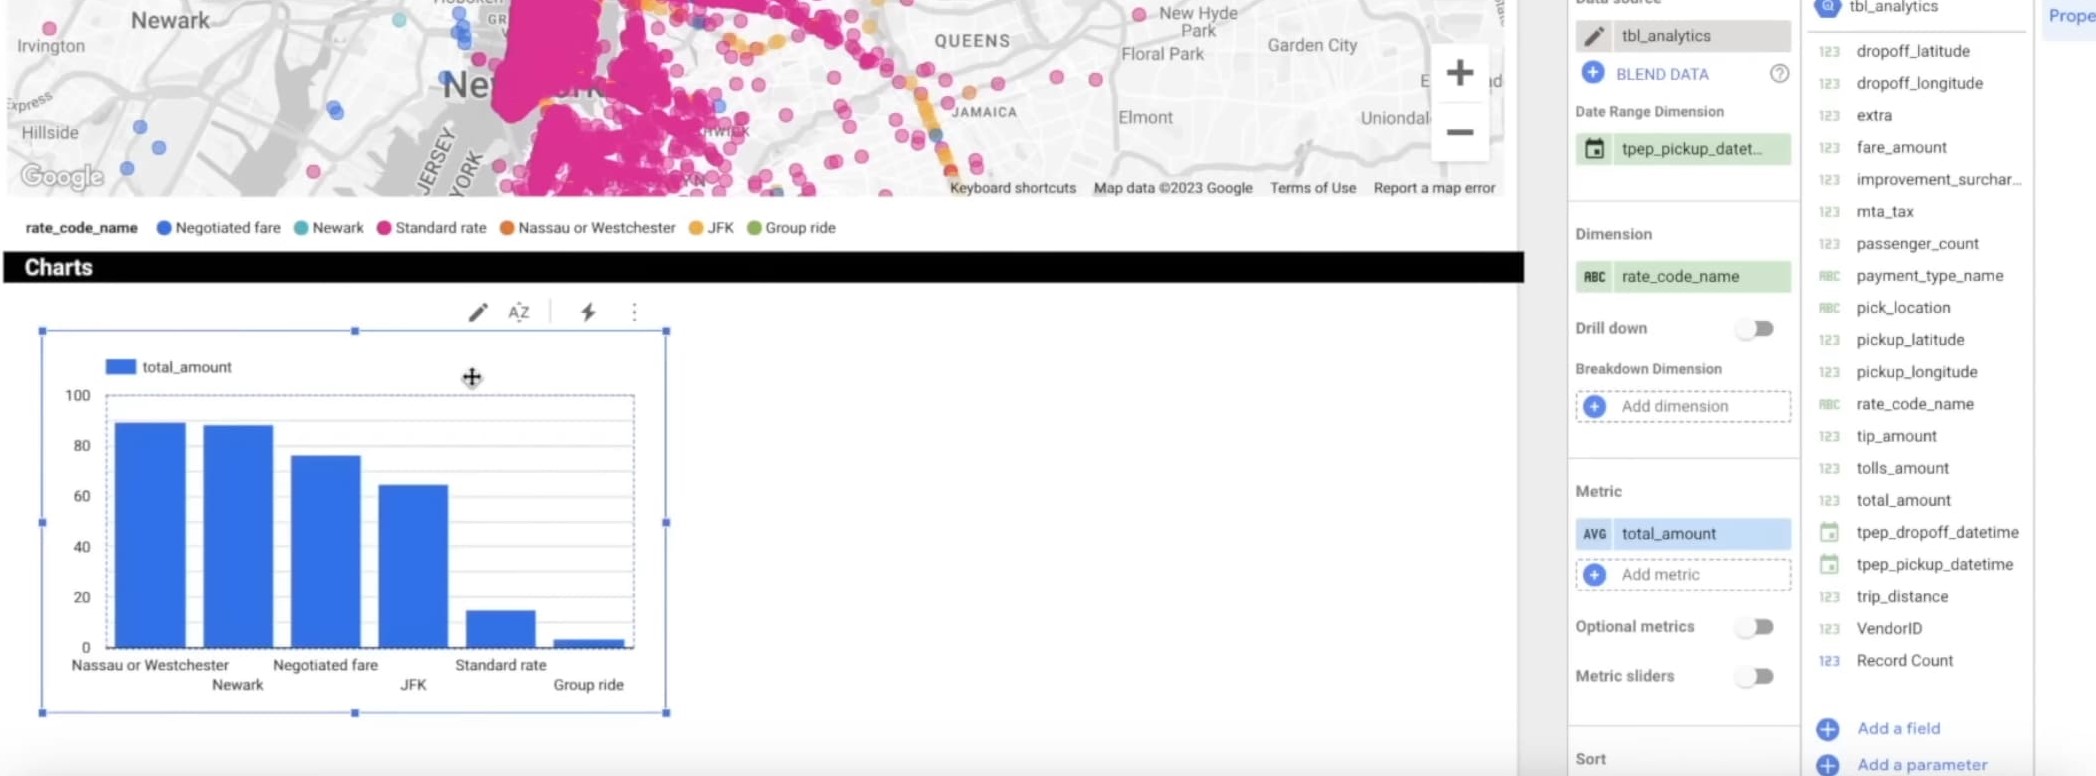 Newark
Irvington
Express
Hillside
JERSEY
YORK
GR
QUEENS
New Hyde
Park
Floral Park
Garden City
JAMAICA
Elmont
Google
Keyboard shortcuts
Map data ©2023 Google
Terms of Use
Report a map error
rate_code_name
Negotiated fare
Newark
Standard rate
Nassau or Westchester
JFK
Group ride
Charts
AZ
total_amount
100
80
60
40
20
0
Nassau or Westchester
Newark
Negotiated fare
JFK
Standard rate
Group ride
tbl_analytics
BLEND DATA
Date Range Dimension
tpep_pickup_datet...
Dimension
ABC rate_code_name
Drill down
Breakdown Dimension
Add dimension
Metric
AVG total_amount
Add metric
Optional metrics
Metric sliders
Sort
tbl_analytics
123 dropoff_latitude
123 dropoff_longitude
123 extra
123 fare_amount
123 improvement_surchar...
123 mta_tax
123 passenger_count
ABC payment_type_name
ABC pick_location
123 pickup_latitude
123 pickup_longitude
ABC rate_code_name
123 tip_amount
123 tolls_amount
123 total_amount
tpep_dropoff_datetime
tpep_pickup_datetime
123 trip_distance
123 VendorID
123 Record Count
Add a field
Add a parameter